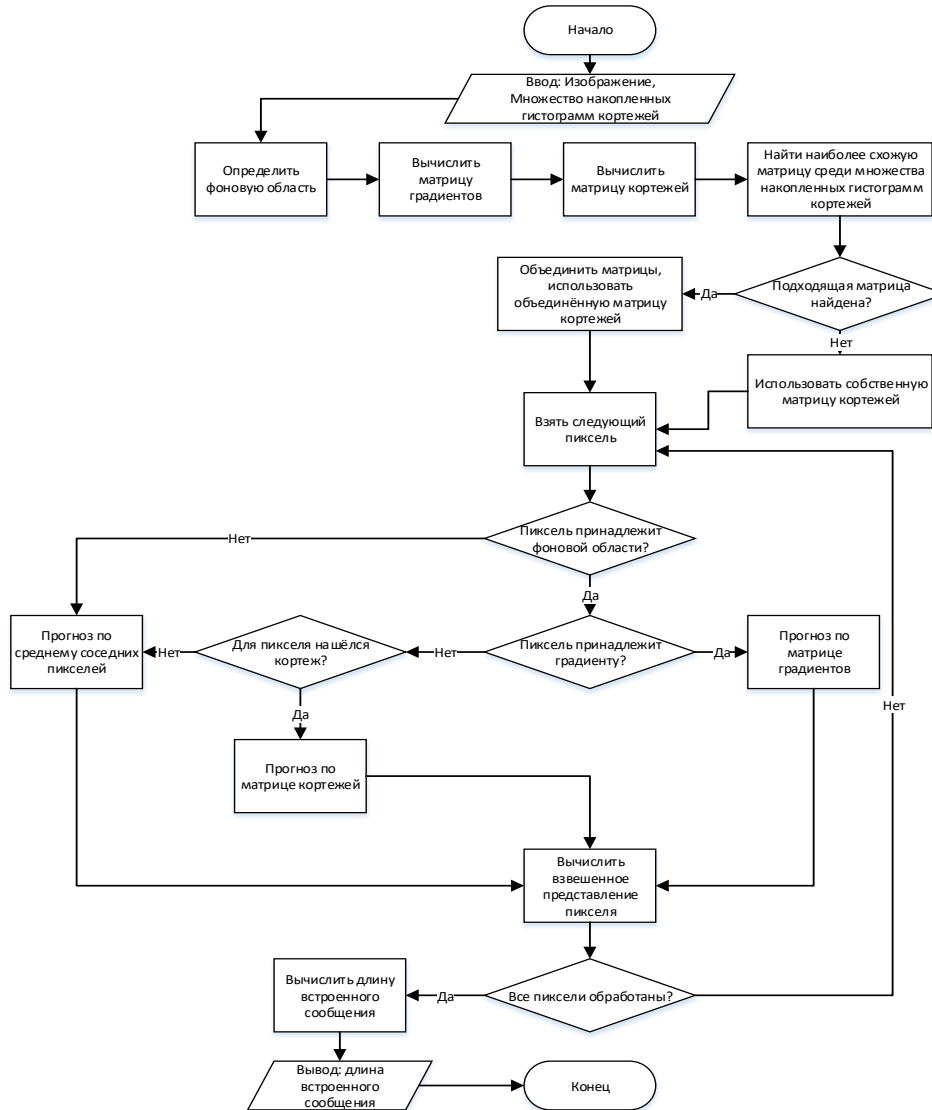 Начало
Ввод: Изображение,
Множество накопленных
гистограмм кортежей
Определить
фоновую область
Вычислить
матрицу
градиентов
Вычислить
матрицу кортежей
Найти наиболее схожую
матрицу среди множества
накопленных гистограмм
кортежей
Подходящая матрица
найдена?
Да
Объединить матрицы,
использовать
объединённую матрицу
кортежей
Нет
Использовать собственную
матрицу кортежей
Взять следующий
пиксель
Пиксель принадлежит
фоновой области?
Нет
Да
Прогноз по
среднему соседних
пикселей
Нет
Для пикселя нашёлся
кортеж?
Нет
Пиксель принадлежит
градиенту?
Да
Прогноз по
матрице
градиентов
Нет
Да
Прогноз по
матрице кортежей
Вычислить
взвешенное
представление
пикселя
Все пиксели обработаны?
Да
Вычислить длину
встроенного
сообщения
Вывод: длина
встроенного
сообщения
Конец